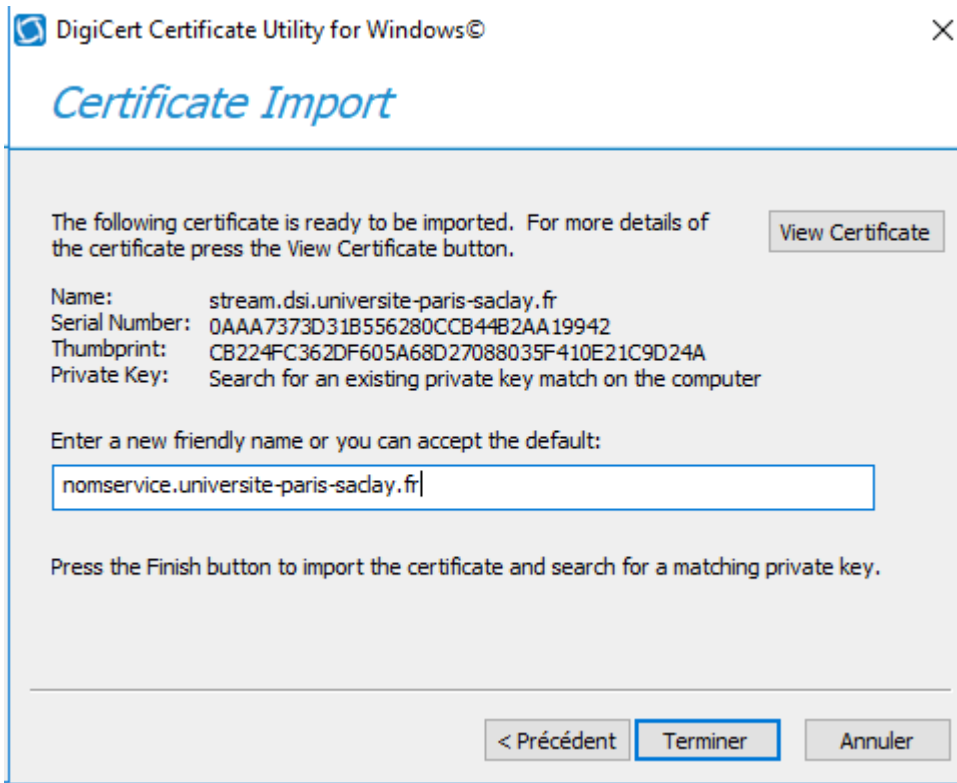 DigiCert Certificate Utility for Windows©
Certificate Import
The following certificate is ready to be imported. For more details of
the certificate press the View Certificate button.
View Certificate
Name: stream.dsi.universite-paris-saclay.fr
Serial Number: 0AAA7373D31B556280CCB44B2AA19942
Thumbprint: CB224FC362DF605A68D27088035F410E21C9D24A
Private Key: Search for an existing private key match on the computer
Enter a new friendly name or you can accept the default:
nomservice.universite-paris-saclay.fr
Press the Finish button to import the certificate and search for a matching private key.
< Précédent
Terminer
Annuler